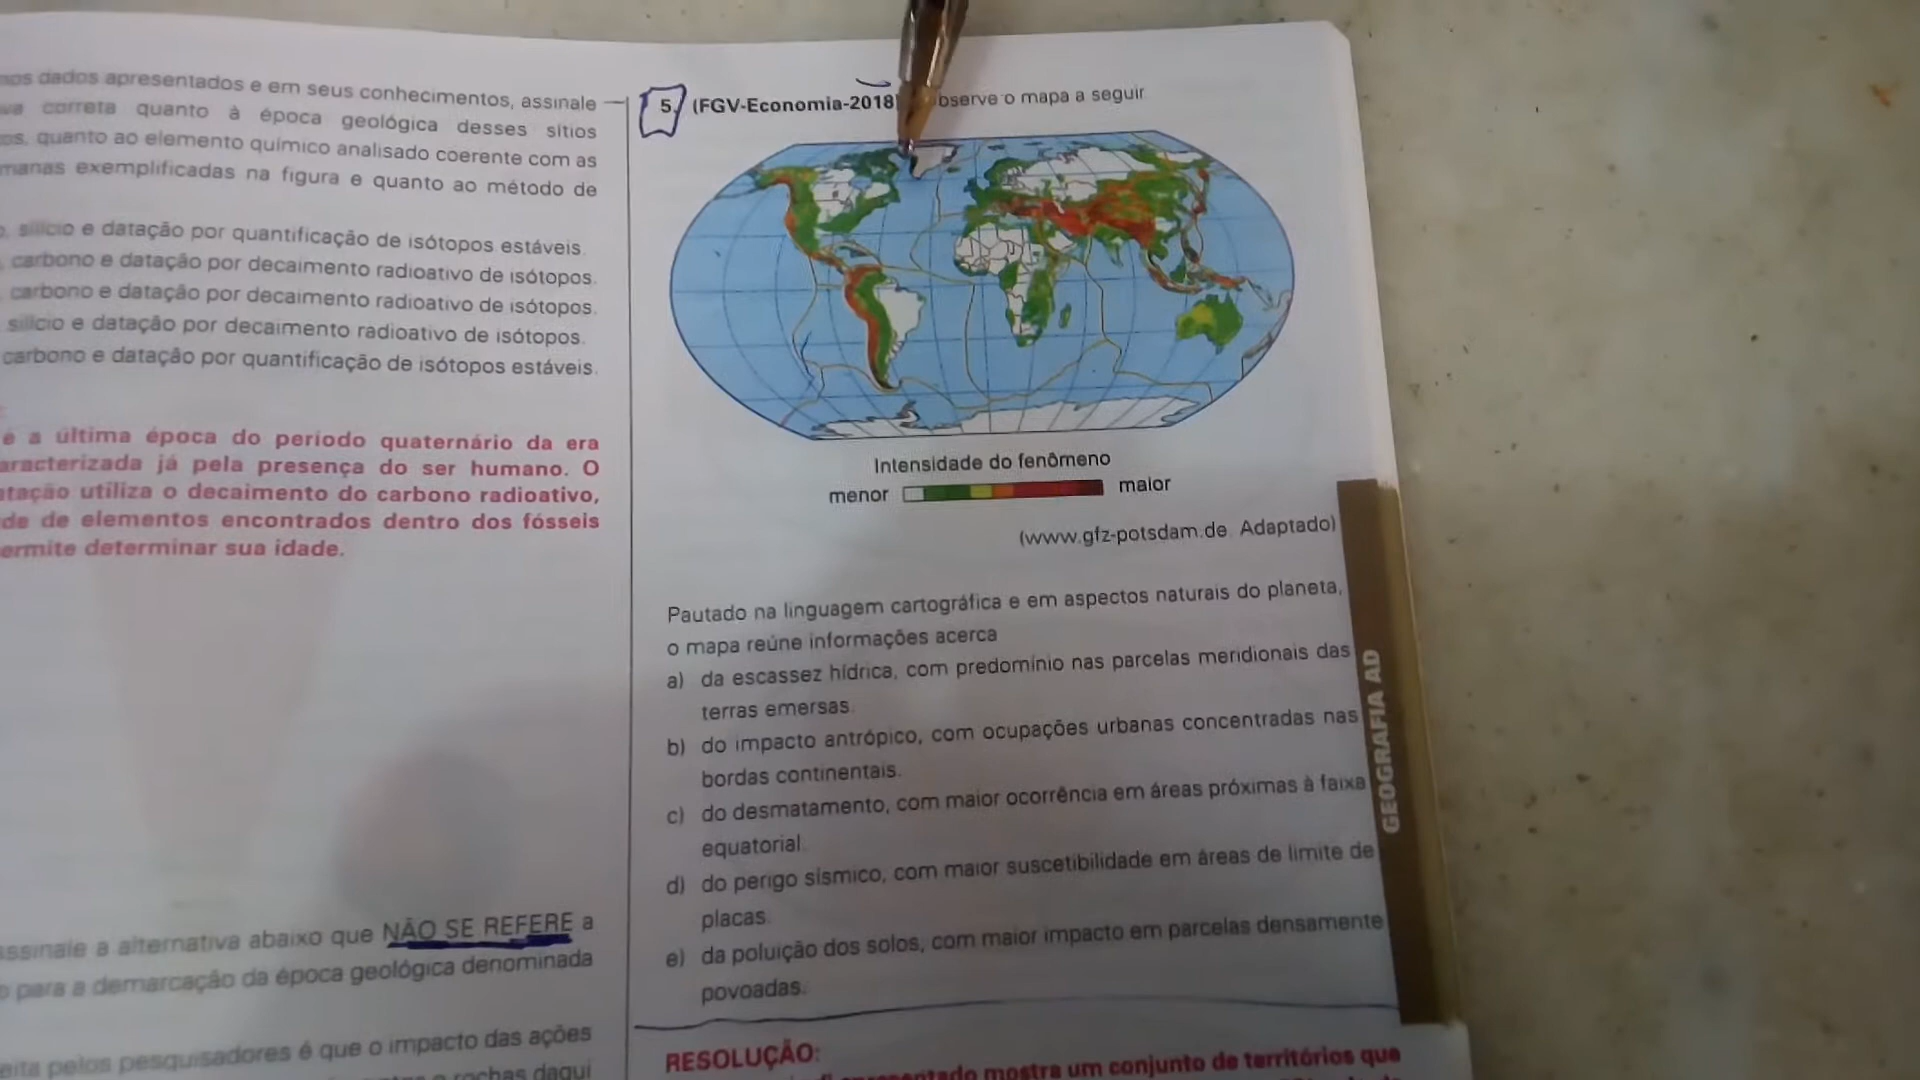 dados apresentados e em seus conhecimentos, assinale
correta quanto à época geológica desses sítios
quanto ao elemento químico analisado coerente com as
exemplificadas na figura e quanto ao método de
silício e datação por quantificação de isótopos estáveis.
carbono e datação por decaimento radioativo de isótopos.
carbono e datação por decaimento radioativo de isótopos.
silício e datação por decaimento radioativo de isótopos.
carbono e datação por quantificação de isótopos estáveis.
é a última época do período quaternário da era
já pela presença do ser humano. O
utiliza o decaimento do carbono radioativo,
de elementos encontrados dentro dos fósseis
determinar sua idade.
assinale a alternativa abaixo que NÃO SE REFERE a
para a demarcação da época geológica denominada
pelos pesquisadores é que o impacto das ações
rochas daqui
5. (FGV-Economia-2018) bserve o mapa a seguir
Intensidade do fenômeno
menor maior
(www.gfz-potsdam.de. Adaptado)
Pautado na linguagem cartográfica e em aspectos naturais do planeta,
o mapa reúne informações acerca
a) da escassez hídrica, com predomínio nas parcelas meridionais das
terras emersas.
b) do impacto antrópico, com ocupações urbanas concentradas nas
bordas continentais.
c) do desmatamento, com maior ocorrência em áreas próximas à faixa
equatorial.
d) do perigo sísmico, com maior suscetibilidade em áreas de limite de
placas.
e) da poluição dos solos, com maior impacto em parcelas densamente
povoadas.
RESOLUÇÃO:
apresentado mostra um conjunto de territórios que
GEOGRAFIA AD